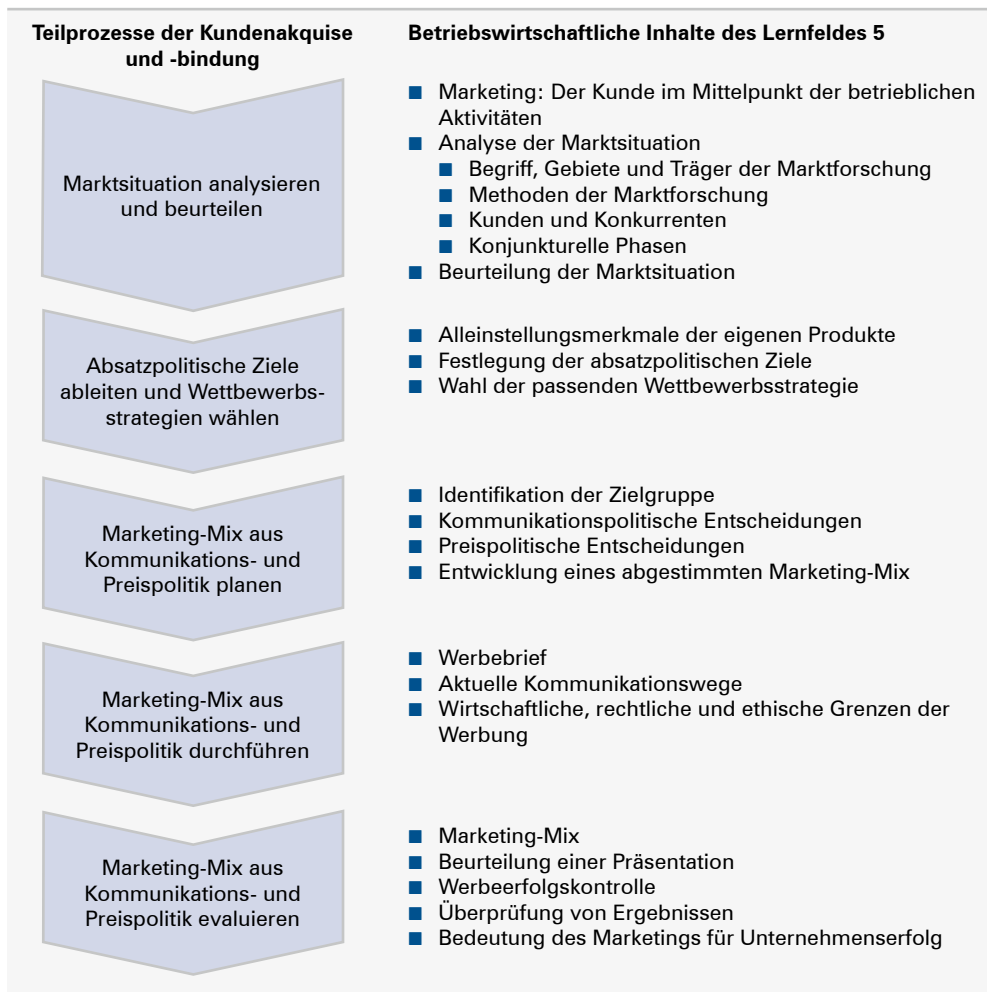 Teilprozesse der Kundenakquise
und -bindung
Betriebswirtschaftliche Inhalte des Lernfeldes 5
Marktsituation analysieren
und beurteilen
■ Marketing: Der Kunde im Mittelpunkt der betrieblichen
Aktivitäten
■ Analyse der Marktsituation
■ Begriff, Gebiete und Träger der Marktforschung
■ Methoden der Marktforschung
■ Kunden und Konkurrenten
■ Konjunkturelle Phasen
■ Beurteilung der Marktsituation
Absatzpolitische Ziele
ableiten und Wettbewerbs-
strategien wählen
■ Alleinstellungsmerkmale der eigenen Produkte
■ Festlegung der absatzpolitischen Ziele
■ Wahl der passenden Wettbewerbsstrategie
Marketing-Mix aus
Kommunikations- und
Preispolitik planen
■ Identifikation der Zielgruppe
■ Kommunikationspolitische Entscheidungen
■ Preispolitische Entscheidungen
■ Entwicklung eines abgestimmten Marketing-Mix
Marketing-Mix aus
Kommunikations- und
Preispolitik durchführen
■ Werbebrief
■ Aktuelle Kommunikationswege
■ Wirtschaftliche, rechtliche und ethische Grenzen der
Werbung
Marketing-Mix aus
Kommunikations- und
Preispolitik evaluieren
■ Marketing-Mix
■ Beurteilung einer Präsentation
■ Werbeerfolgskontrolle
■ Überprüfung von Ergebnissen
■ Bedeutung des Marketings für Unternehmenserfolg